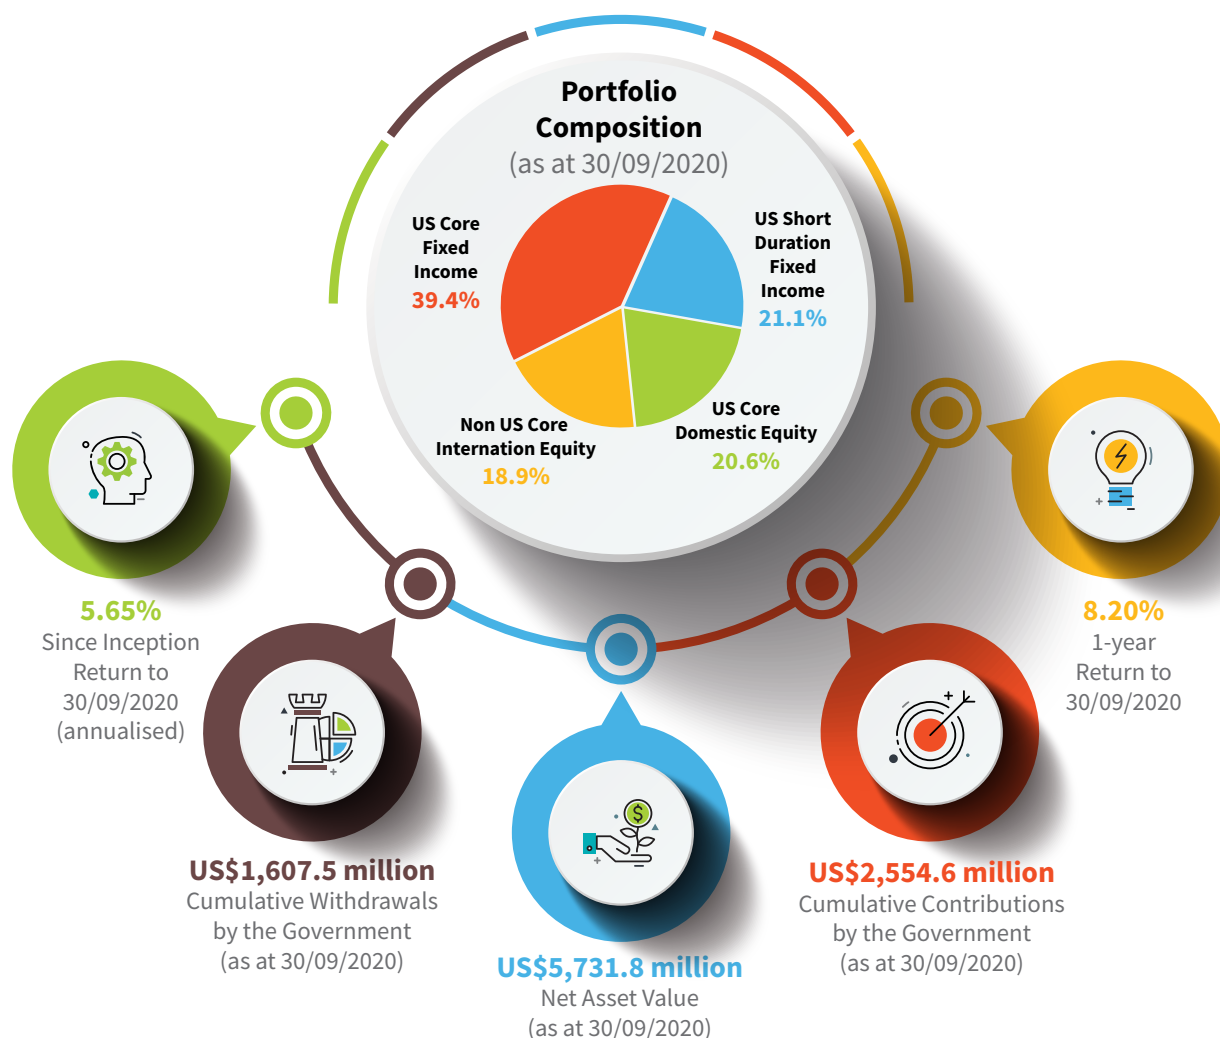 Portfolio
Composition
(as at 30/09/2020)
US Core
Fixed
Income
39.4%
US Short
Duration
Fixed
Income
21.1%
Non US Core
Internation Equity
18.9%
US Core
Domestic Equity
20.6%
5.65%
Since Inception
Return to
30/09/2020
(annualised)
US$1,607.5 million
Cumulative Withdrawals
by the Government
(as at 30/09/2020)
$
US$5,731.8 million
Net Asset Value
(as at 30/09/2020)
US$2,554.6 million
Cumulative Contributions
by the Government
(as at 30/09/2020)
8.20%
1-year
Return to
30/09/2020